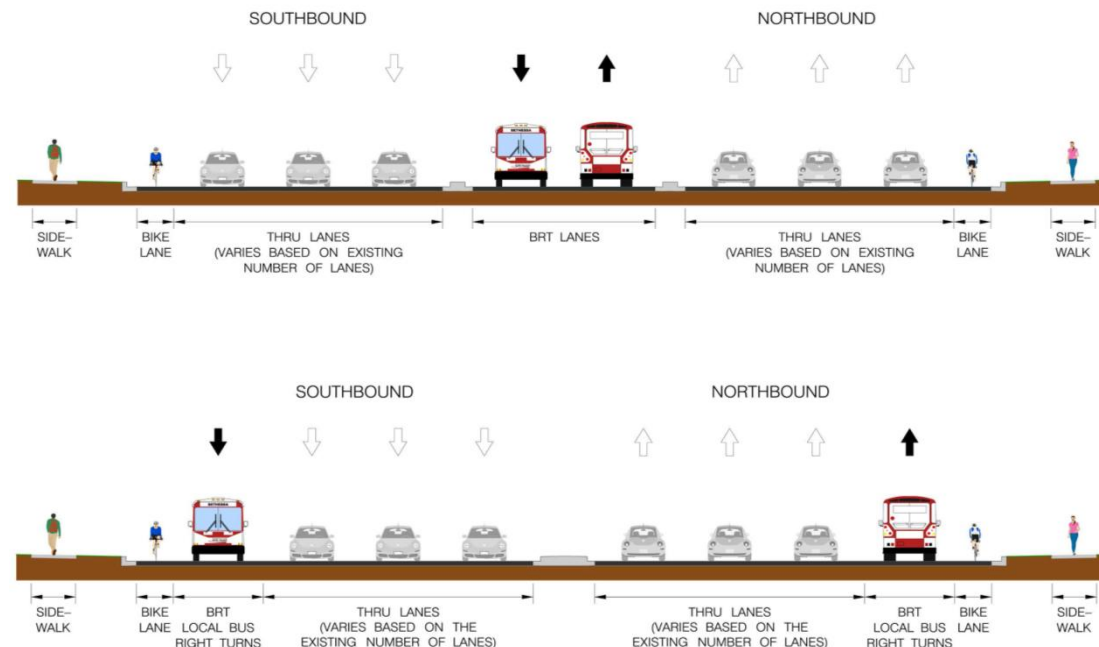 SOUTHBOUND
NORTHBOUND
BETHESDA
SIDE–
WALK
BIKE
LANE
THRU LANES
(VARIES BASED ON EXISTING
NUMBER OF LANES)
BRT LANES
THRU LANES
(VARIES BASED ON EXISTING
NUMBER OF LANES)
BIKE
LANE
SIDE–
WALK
SOUTHBOUND
NORTHBOUND
BETHESDA
SIDE–
WALK
BIKE
LANE
BRT
LOCAL BUS
RIGHT TURNS
THRU LANES
(VARIES BASED ON THE
EXISTING NUMBER OF LANES)
THRU LANES
(VARIES BASED ON THE
EXISTING NUMBER OF LANES)
BRT
LOCAL BUS
RIGHT TURNS
BIKE
LANE
SIDE–
WALK